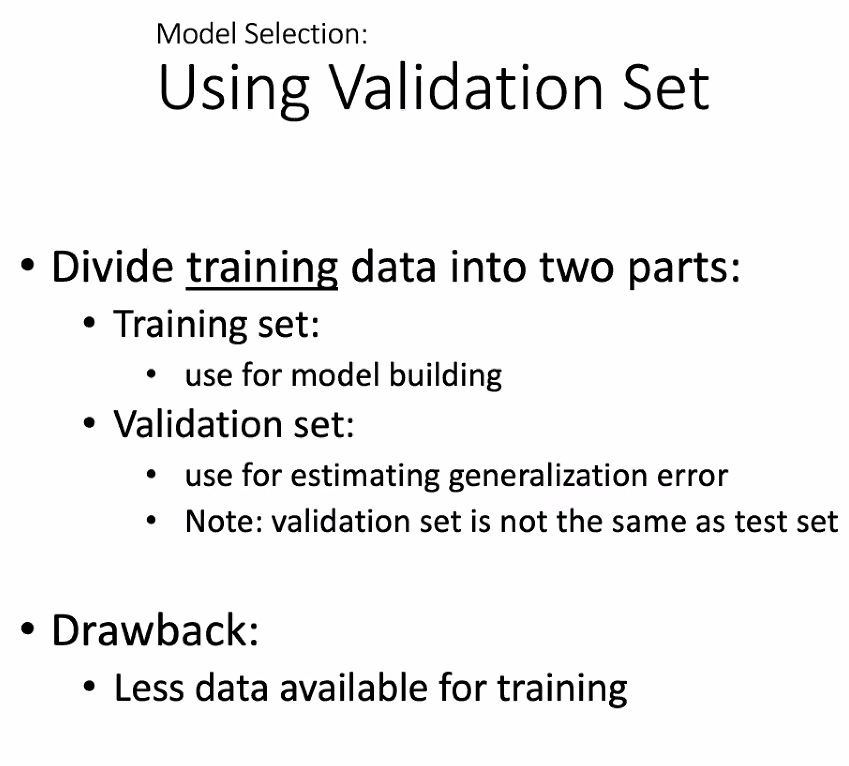 Model Selection:
Using Validation Set
• Divide training data into two parts:
• Training set:
• use for model building
• Validation set:
• use for estimating generalization error
• Note: validation set is not the same as test set
• Drawback:
• Less data available for training